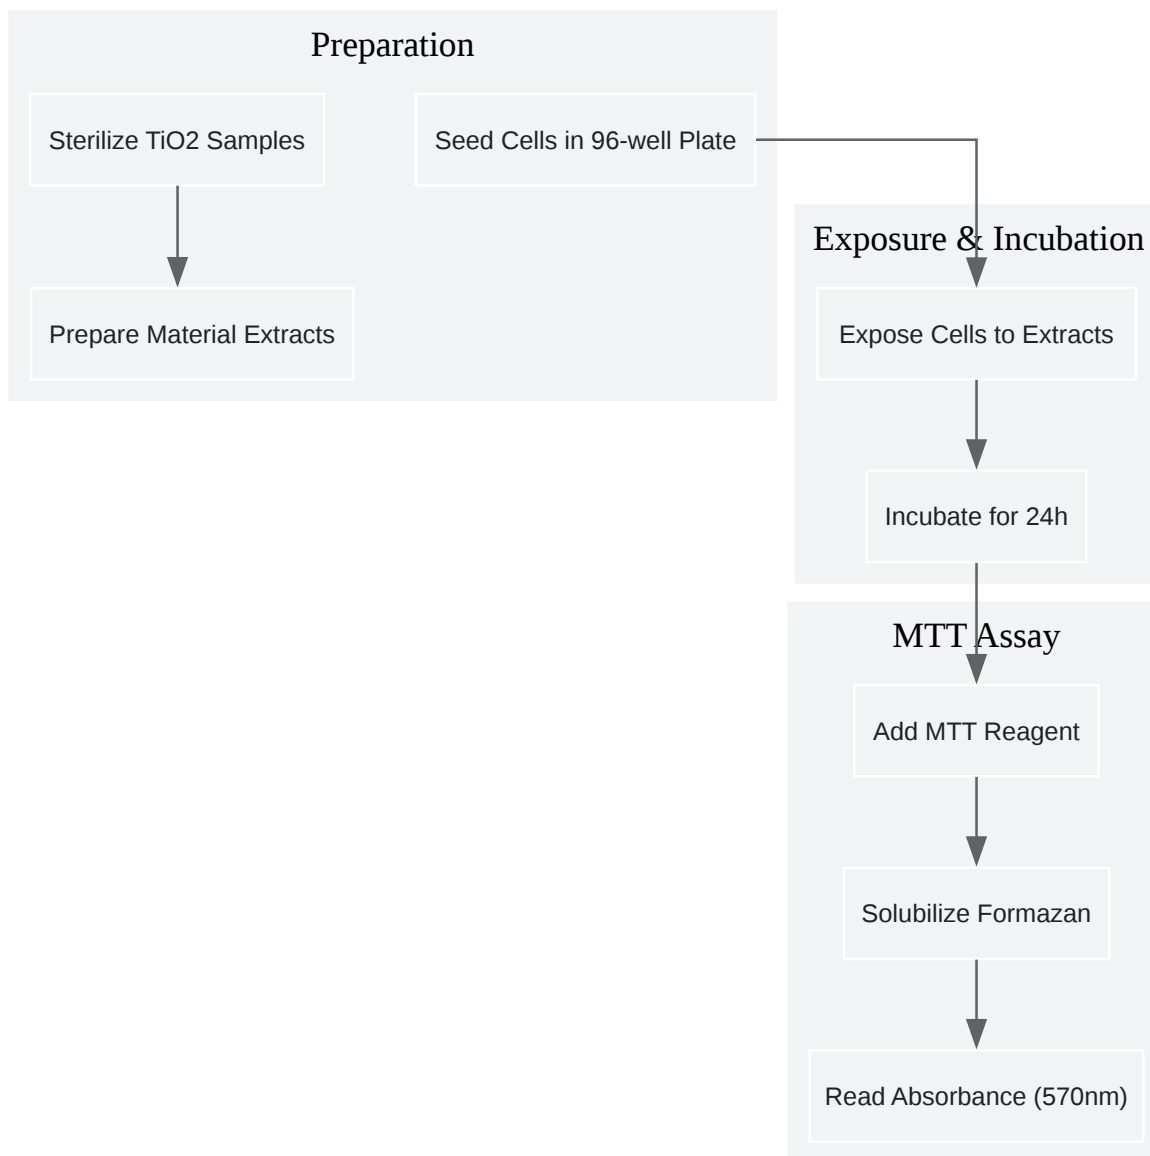 Preparation
Sterilize TiO2 Samples
Seed Cells in 96-well Plate
Prepare Material Extracts
Exposure & Incubation
Expose Cells to Extracts
Incubate for 24h
MTT Assay
Add MTT Reagent
Solubilize Formazan
Read Absorbance (570nm)